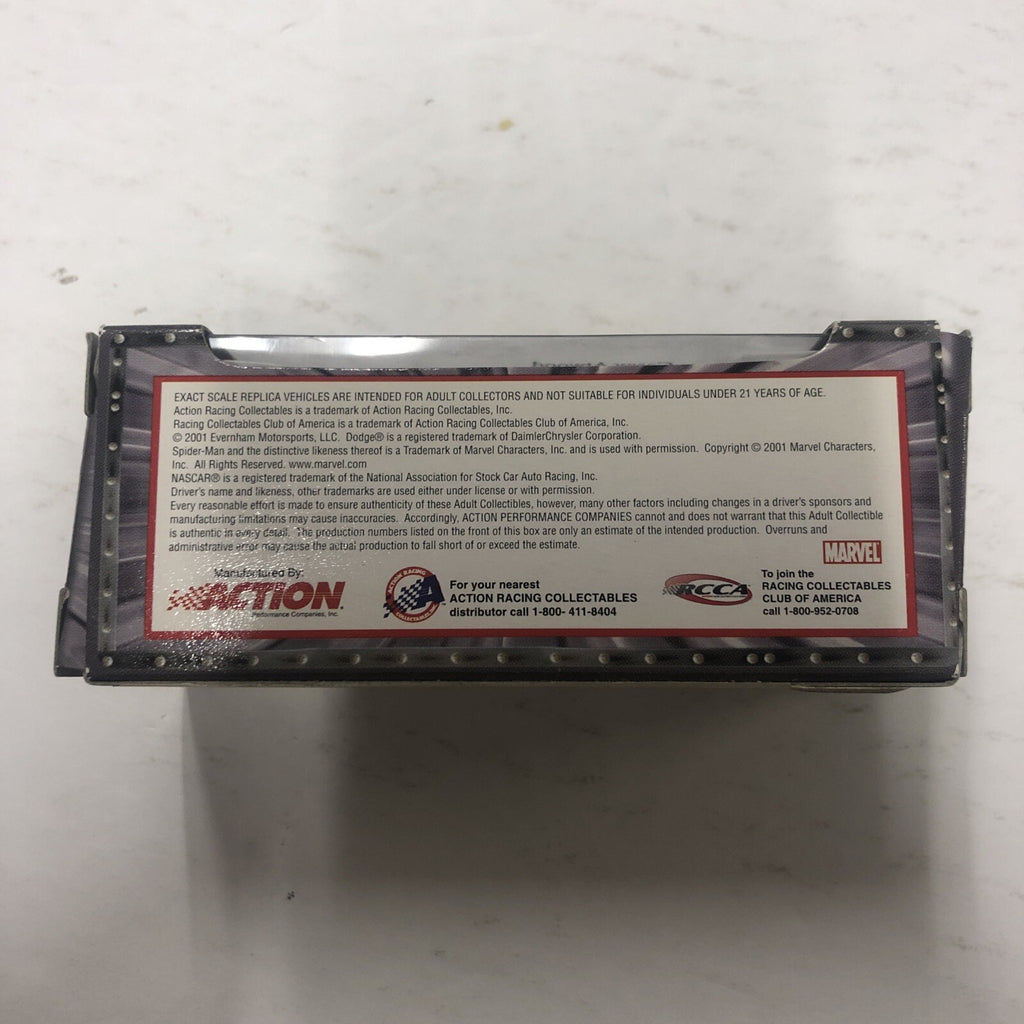 EXACT SCALE REPLICA VEHICLES ARE INTENDED FOR ADULT COLLECTORS AND NOT SUITABLE FOR INDIVIDUALS UNDER 21 YEARS OF AGE.
Action Racing Collectables is a trademark of Action Racing Collectables, Inc.
Racing Collectables Club of America is a trademark of Action Racing Collectables Club of America, Inc.
© 2001 Evernham Motorsports, LLC. Dodge® is a registered trademark of DaimlerChrysler Corporation.
Spider-Man and the distinctive likeness thereof is a Trademark of Marvel Characters, Inc. and is used with permission. Copyright © 2001 Marvel Characters,
Inc. All Rights Reserved. www.marvel.com
NASCAR® is a registered trademark of the National Association for Stock Car Auto Racing, Inc.
Driver's name and likeness, other trademarks are used either under license or with permission.
Every reasonable effort is made to ensure authenticity of these Adult Collectibles, however, many other factors including changes in a driver's sponsors and
manufacturing limitations may cause inaccuracies. Accordingly, ACTION PERFORMANCE COMPANIES cannot and does not warrant that this Adult Collectible
is authentic in every detail. The production numbers listed on the front of this box are only an estimate of the intended production. Overruns and
administrative error may cause the actual production to fall short of or exceed the estimate.
MARVEL
Manufactured By:
ACTION
Performance Companies, Inc.
ACTION RACING
COLLECTABLES
A
For your nearest
ACTION RACING COLLECTABLES
distributor call 1-800- 411-8404
RCCA
To join the
RACING COLLECTABLES
CLUB OF AMERICA
call 1-800-952-0708